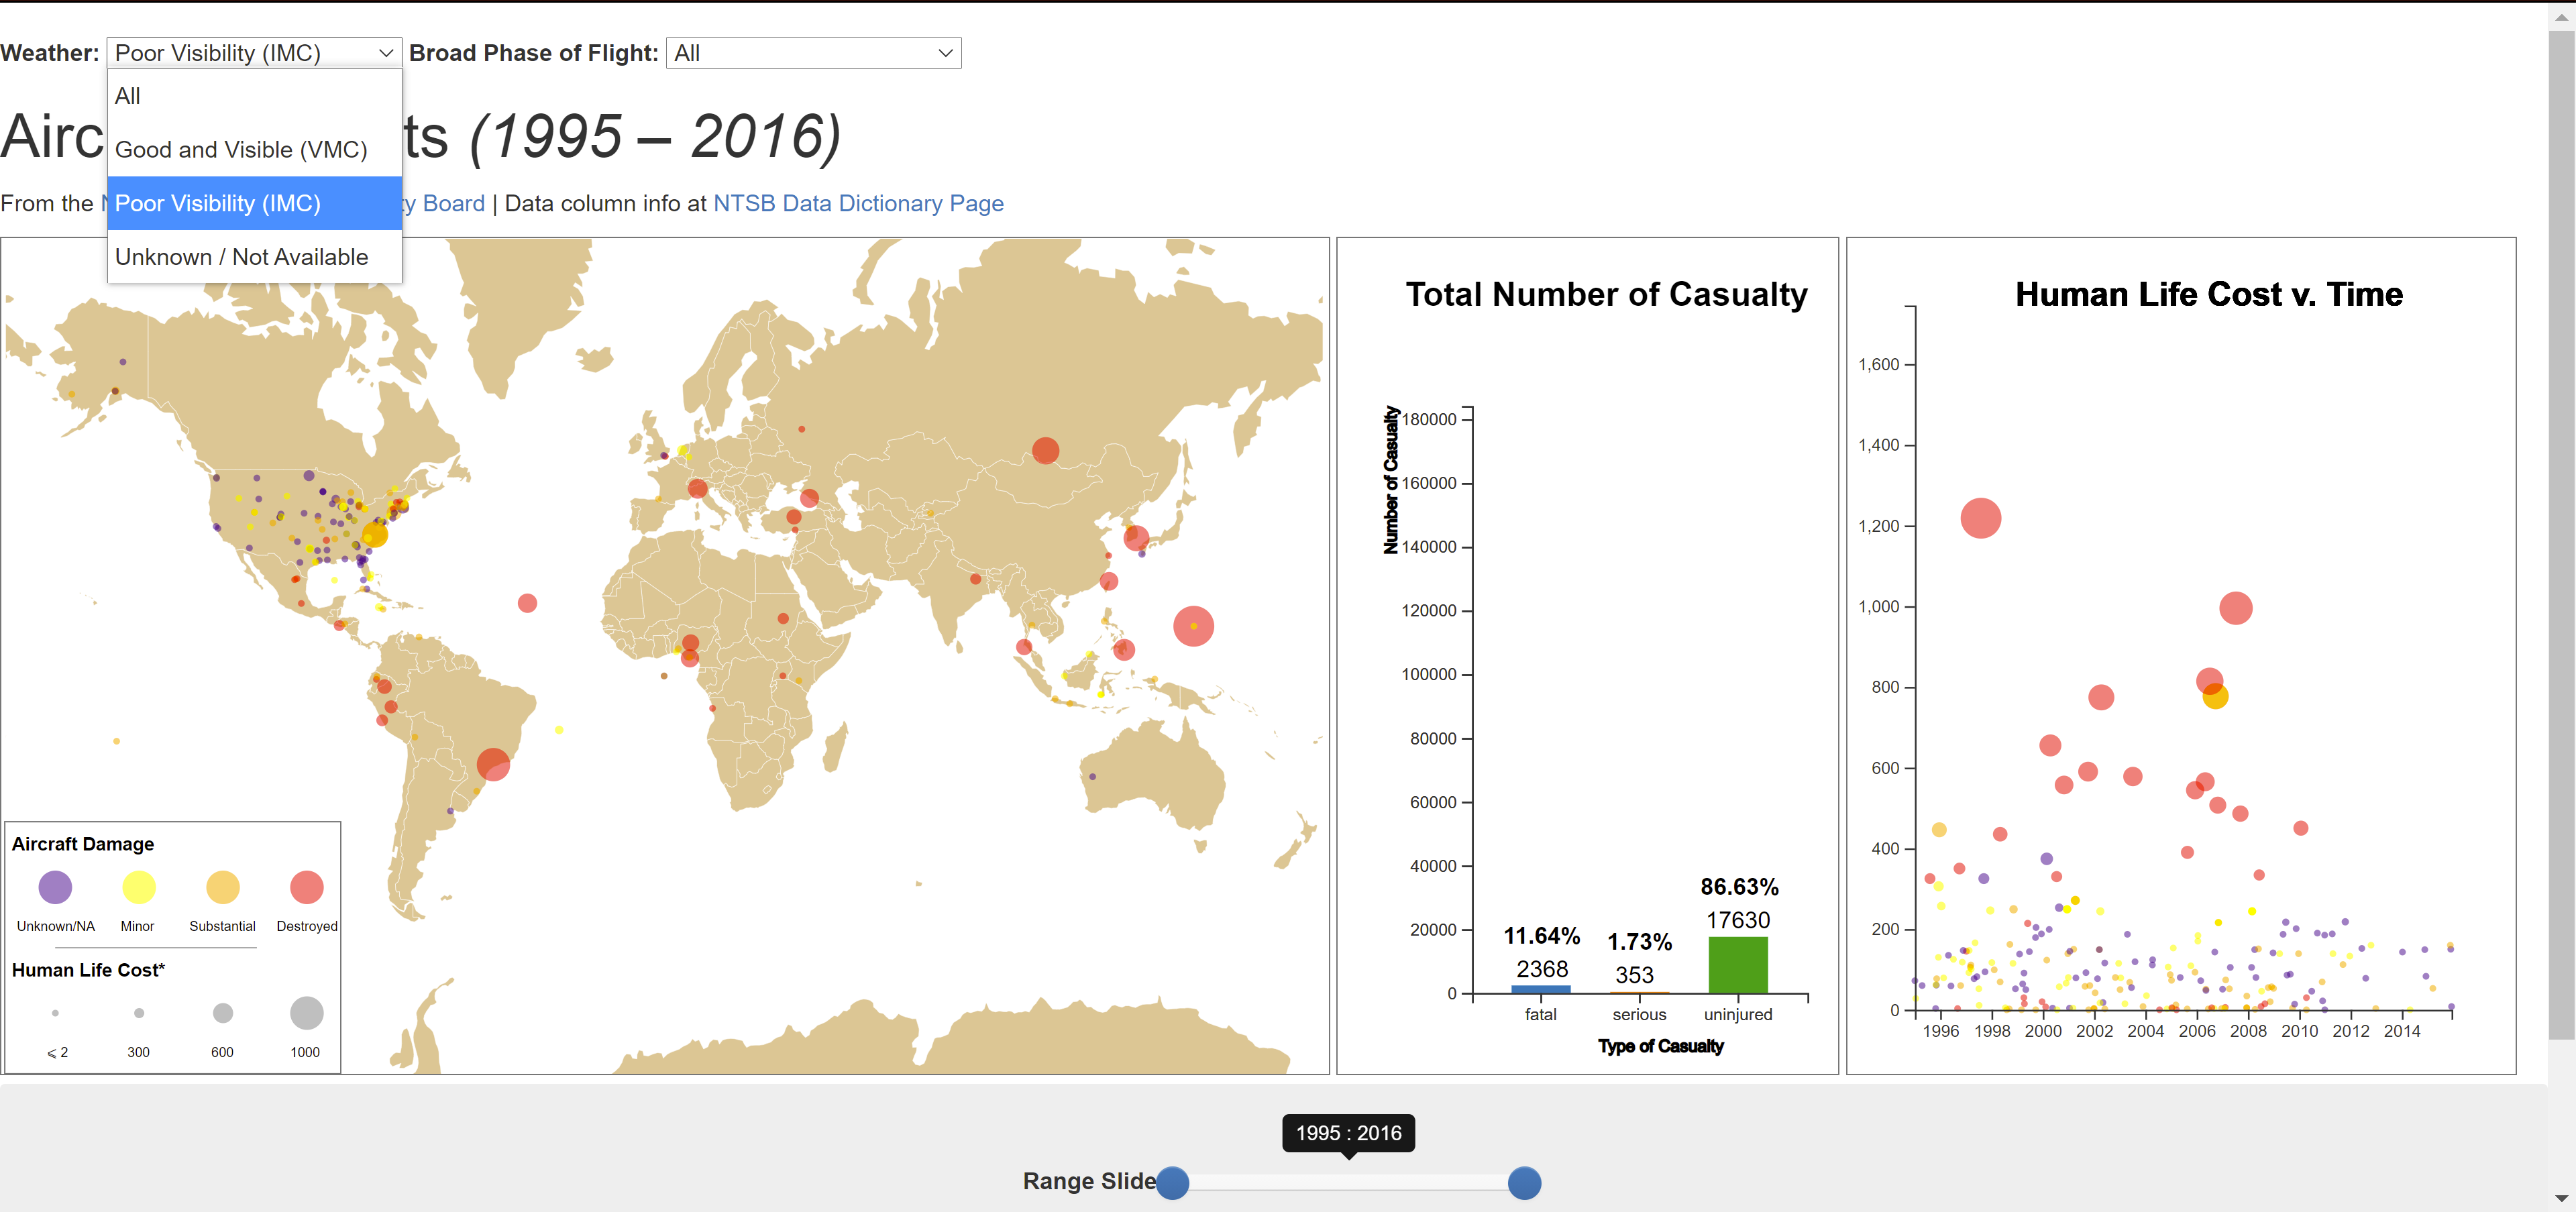 Weather: Poor Visibility (IMC) Broad Phase of Flight: All
All
Good and Visible (VMC)
Poor Visibility (IMC)
Unknown / Not Available
Airc ts (1995 – 2016)
From the ty Board | Data column info at NTSB Data Dictionary Page
Aircraft Damage
Unknown/NA Minor Substantial Destroyed
Human Life Cost*
⩽ 2 300 600 1000
Total Number of Casualty
Number of Casualty
180000
160000
140000
120000
100000
80000
60000
40000
20000
0
11.64%
2368
1.73%
353
86.63%
17630
fatal serious uninjured
Type of Casualty
Human Life Cost v. Time
1,600
1,400
1,200
1,000
800
600
400
200
0
1996 1998 2000 2002 2004 2006 2008 2010 2012 2014
1995 : 2016
Range Slide